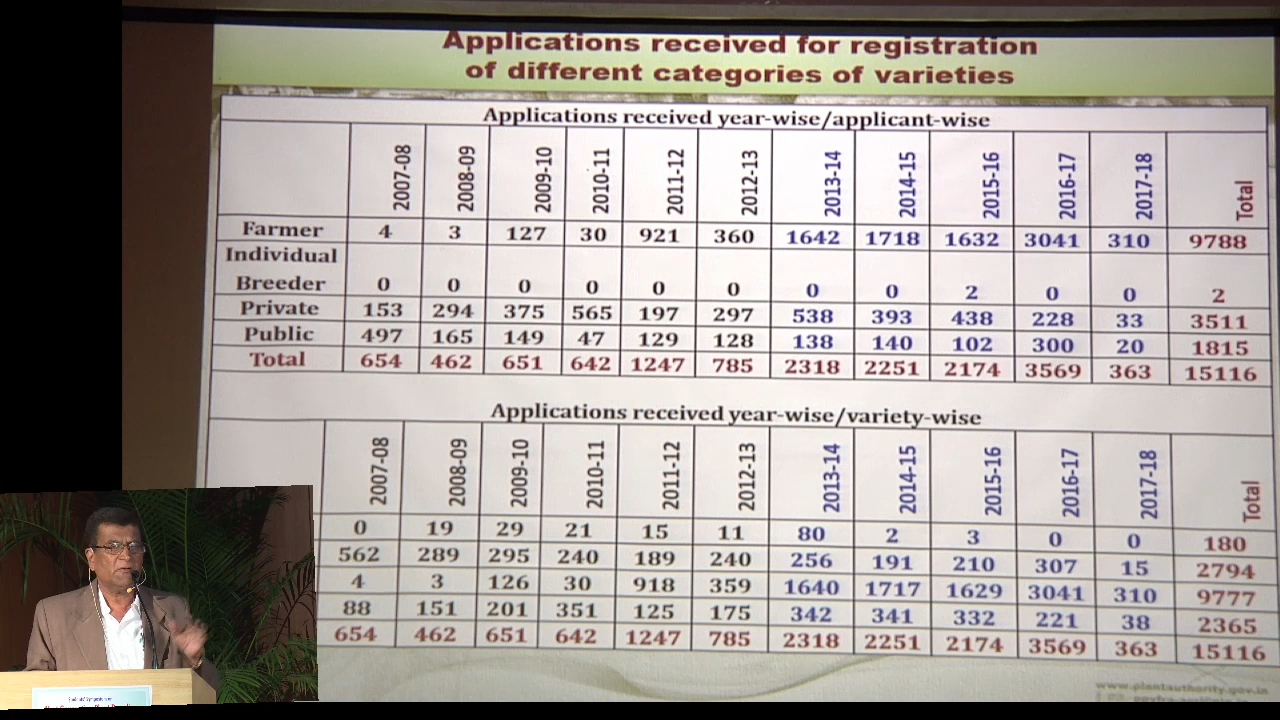 Applications received for registration
of different categories of varieties
Applications received year-wise/applicant-wise
2007-08 2008-09 2009-10 2010-11 2011-12 2012-13 2013-14 2014-15 2015-16 2016-17 2017-18 Total
Farmer 4 3 127 30 921 360 1642 1718 1632 3041 310 9788
Individual
Breeder 0 0 0 0 0 0 0 0 2 0 0 2
Private 153 294 375 565 197 297 538 393 438 228 33 3511
Public 497 165 149 47 129 128 138 140 102 300 20 1815
Total 654 462 651 642 1247 785 2318 2251 2174 3569 363 15116
Applications received year-wise/variety-wise
2007-08 2008-09 2009-10 2010-11 2011-12 2012-13 2013-14 2014-15 2015-16 2016-17 2017-18 Total
0 19 29 21 15 11 80 2 3 0 0 180
562 289 295 240 189 240 256 191 210 307 15 2794
4 3 126 30 918 359 1640 1717 1629 3041 310 9777
88 151 201 351 125 175 342 341 332 221 38 2365
654 462 651 642 1247 785 2318 2251 2174 3569 363 15116
www.plantauthority.gov.in
Students' Symposium on